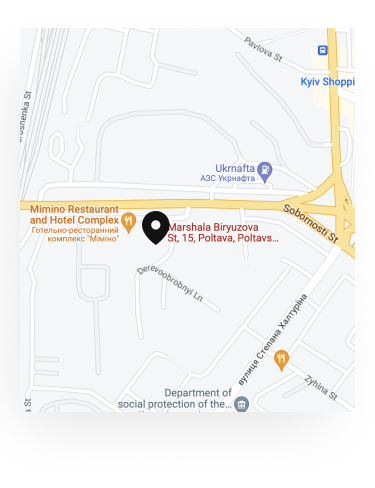 Pavlova St
Kyiv Shoppi
oshenka St
Ukrnafta
АЗС Укрнафта
Mimino Restaurant
and Hotel Complex
Готельно-ресторанний
комплекс "Міміно"
Marshala Biryuzova
St, 15, Poltava, Poltavs...
Sobornosti St
Derevoobrobnyi Ln
вулиця Степана Халтуріна
Zyhina St
Department of
social protection of the...
St